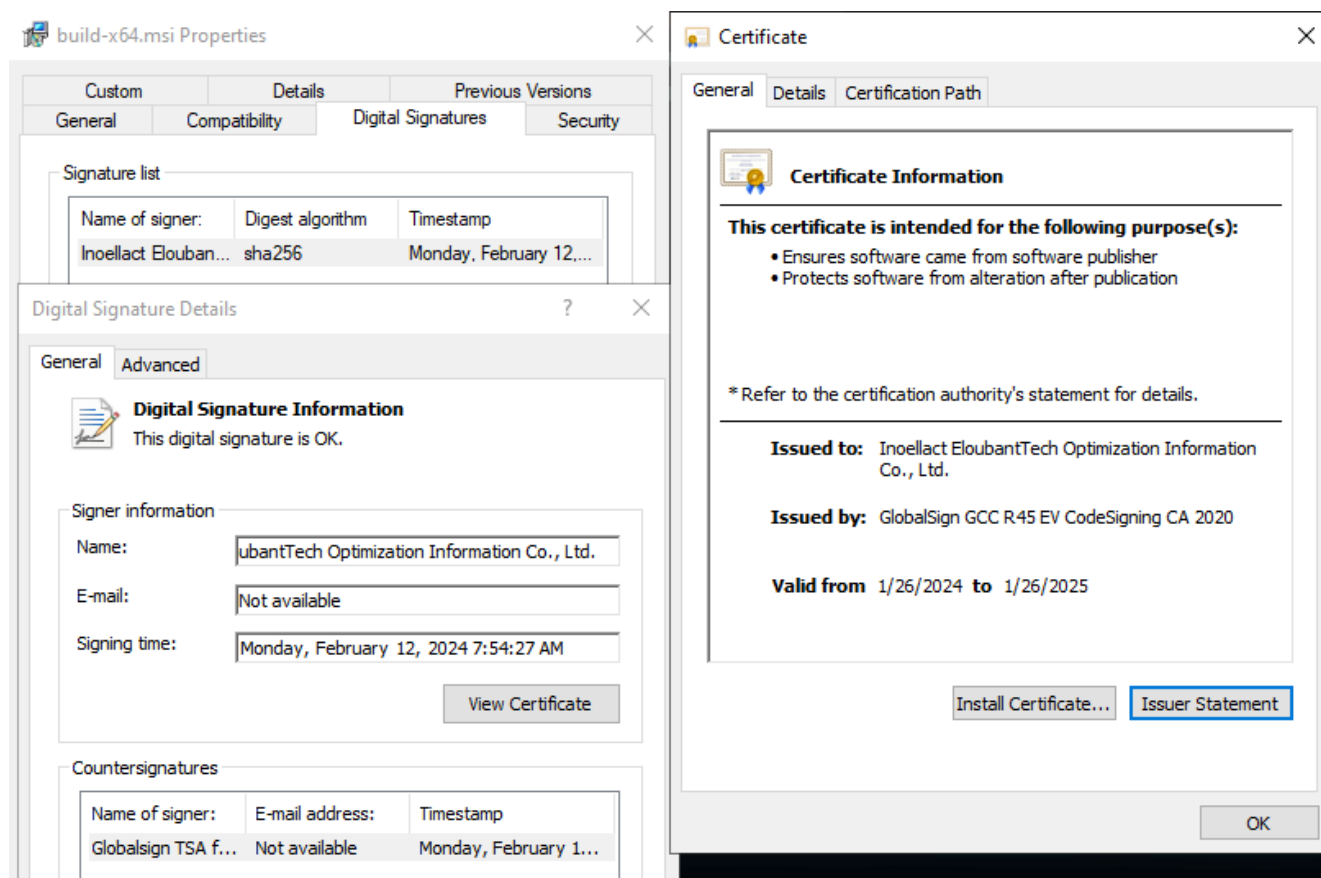 build-x64.msi Properties
Custom
Details
Previous Versions
General
Compatibility
Digital Signatures
Security
Signature list
Name of signer:
Digest algorithm
Timestamp
Inoellact Elouban...
sha256
Monday, February 12,...
Digital Signature Details
?
General
Advanced
Digital Signature Information
This digital signature is OK.
Signer information
Name:
ubantTech Optimization Information Co., Ltd.
E-mail:
Not available
Signing time:
Monday, February 12, 2024 7:54:27 AM
View Certificate
Countersignatures
Name of signer:
E-mail address:
Timestamp
Globalsign TSA f...
Not available
Monday, February 1...
Certificate
General
Details
Certification Path
Certificate Information
This certificate is intended for the following purpose(s):
• Ensures software came from software publisher
• Protects software from alteration after publication
* Refer to the certification authority's statement for details.
Issued to: Inoellact EloubantTech Optimization Information
Co., Ltd.
Issued by: GlobalSign GCC R45 EV CodeSigning CA 2020
Valid from 1/26/2024 to 1/26/2025
Install Certificate...
Issuer Statement
OK